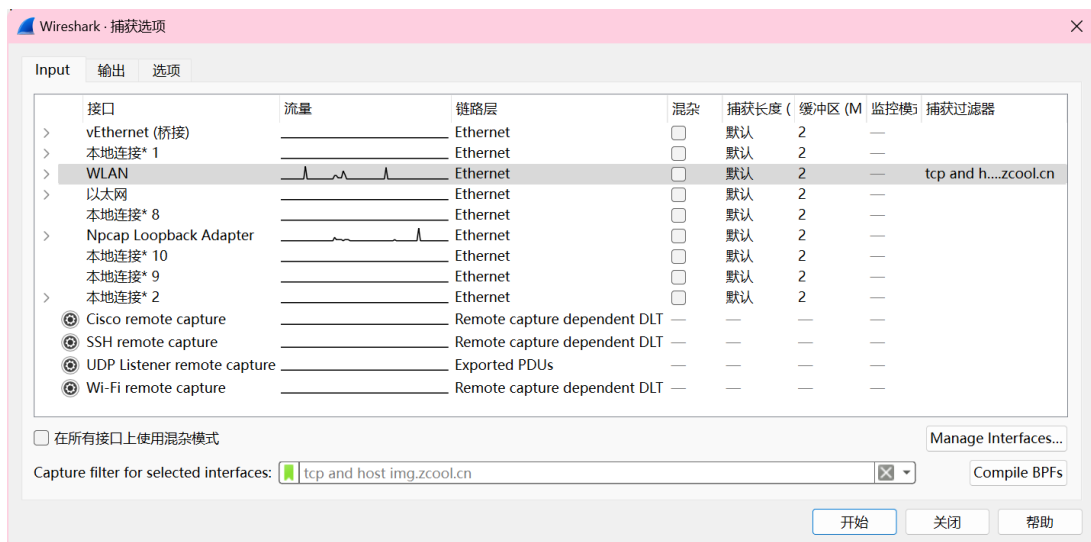 Wireshark · 捕获选项
Input 输出 选项
接口 流量 链路层 混杂 捕获长度 ( 缓冲区 (M 监控模式 捕获过滤器
vEthernet (桥接) Ethernet 默认 2 —
本地连接* 1 Ethernet 默认 2 —
WLAN Ethernet 默认 2 — tcp and h....zcool.cn
以太网 Ethernet 默认 2 —
本地连接* 8 Ethernet 默认 2 —
Npcap Loopback Adapter Ethernet 默认 2 —
本地连接* 10 Ethernet 默认 2 —
本地连接* 9 Ethernet 默认 2 —
本地连接* 2 Ethernet 默认 2 —
Cisco remote capture Remote capture dependent DLT — — — —
SSH remote capture Remote capture dependent DLT — — — —
UDP Listener remote capture Exported PDUs — — — —
Wi-Fi remote capture Remote capture dependent DLT — — — —
在所有接口上使用混杂模式 Manage Interfaces...
Capture filter for selected interfaces: tcp and host img.zcool.cn Compile BPFs
开始 关闭 帮助